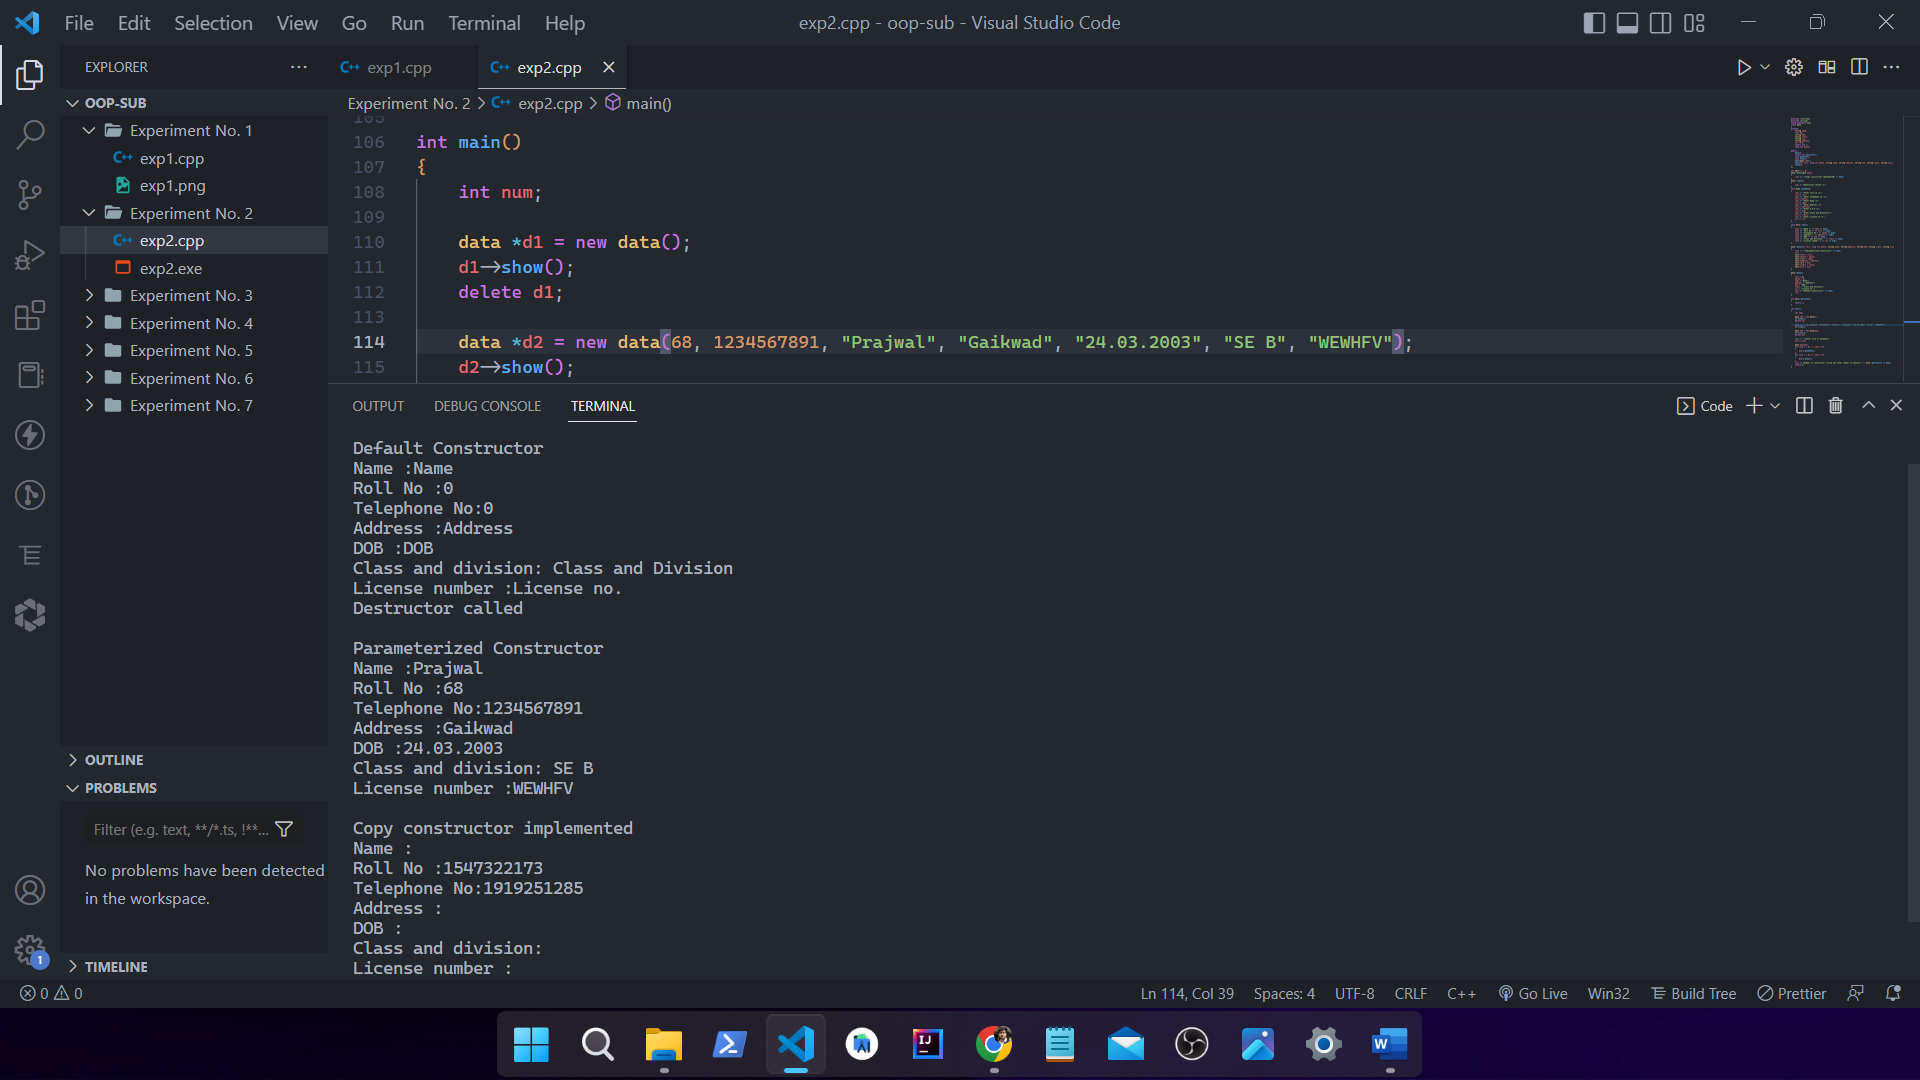 File Edit Selection View Go Run Terminal Help
exp2.cpp - oop-sub - Visual Studio Code
EXPLORER
OOP-SUB
Experiment No. 1
exp1.cpp
exp1.png
Experiment No. 2
exp2.cpp
exp2.exe
Experiment No. 3
Experiment No. 4
Experiment No. 5
Experiment No. 6
Experiment No. 7
OUTLINE
PROBLEMS
Filter (e.g. text, **/*.ts, !**...
No problems have been detected
in the workspace.
TIMELINE
exp1.cpp
exp2.cpp
Experiment No. 2 > exp2.cpp > main()
105
106 int main()
107 {
108 int num;
109
110 data *d1 = new data();
111 d1->show();
112 delete d1;
113
114 data *d2 = new data(68, 1234567891, "Prajwal", "Gaikwad", "24.03.2003", "SE B", "WEWHFV");
115 d2->show();
OUTPUT DEBUG CONSOLE TERMINAL
Code
Default Constructor
Name :Name
Roll No :0
Telephone No:0
Address :Address
DOB :DOB
Class and division: Class and Division
License number :License no.
Destructor called
Parameterized Constructor
Name :Prajwal
Roll No :68
Telephone No:1234567891
Address :Gaikwad
DOB :24.03.2003
Class and division: SE B
License number :WEWHFV
Copy constructor implemented
Name :
Roll No :1547322173
Telephone No:1919251285
Address :
DOB :
Class and division:
License number :
1
0 0
Ln 114, Col 39 Spaces: 4 UTF-8 CRLF C++ Go Live Win32 Build Tree Prettier
IJ
W